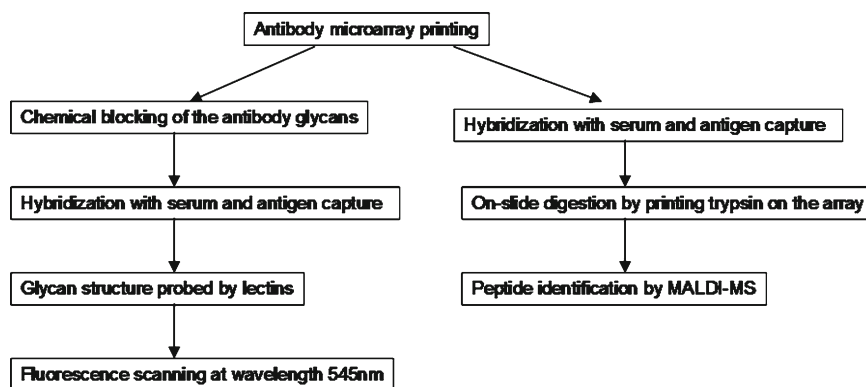 Antibody microarray printing
Chemical blocking of the antibody glycans
Hybridization with serum and antigen capture
Glycan structure probed by lectins
Fluorescence scanning at wavelength 545nm
Hybridization with serum and antigen capture
On-slide digestion by printing trypsin on the array
Peptide identification by MALDI-MS